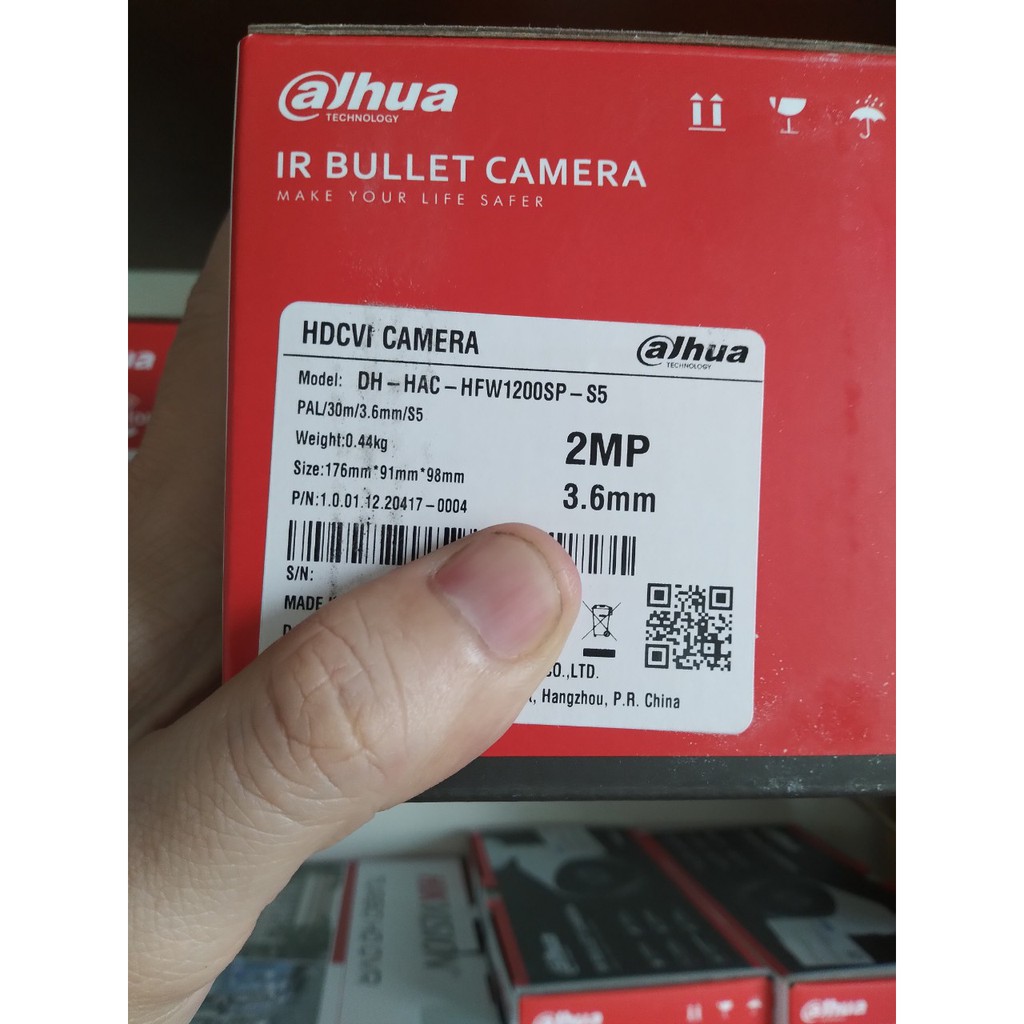 alhua
TECHNOLOGY
IR BULLET CAMERA
MAKE YOUR LIFE SAFER
HDCVI CAMERA
alhua
TECHNOLOGY
Model: DH-HAC-HFW1200SP-S5
PAL/30m/3.6mm/S5
Weight:0.44kg
2MP
Size:176mm*91mm*98mm
3.6mm
P/N:1.0.01.12.20417-0004
S/N:
MADE
CO.,LTD.
, Hangzhou, P.R. China
alhua